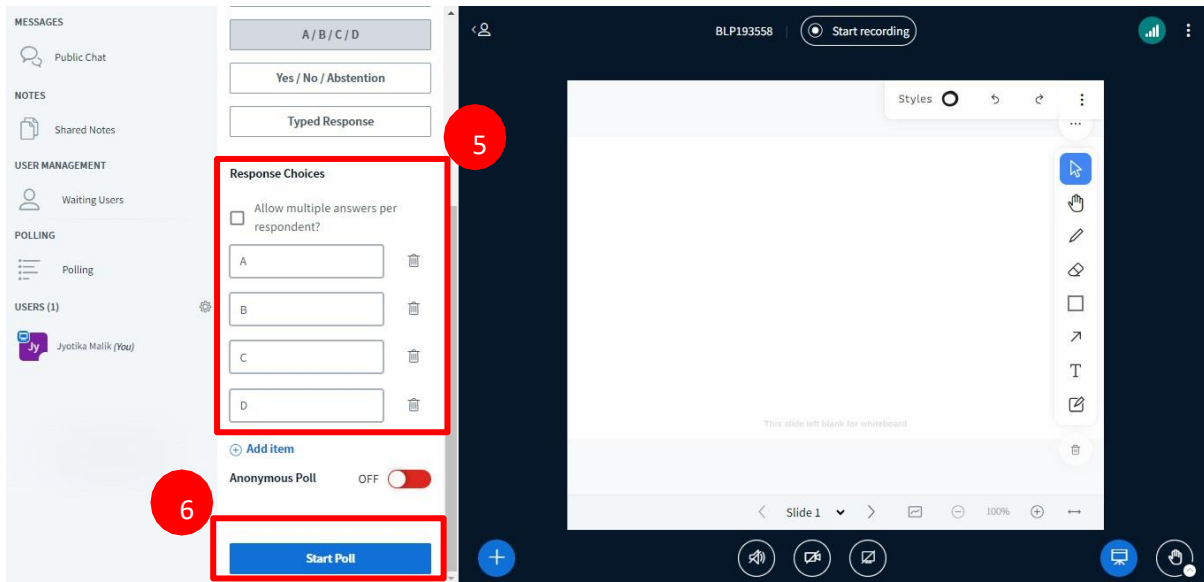 MESSAGES
Public Chat
NOTES
Shared Notes
USER MANAGEMENT
Waiting Users
POLLING
Polling
USERS (1)
Jy
Jyotika Malik (You)
A / B / C / D
Yes / No / Abstention
Typed Response
5
Response Choices
Allow multiple answers per
respondent?
A
B
C
D
Add item
Anonymous Poll OFF
6
Start Poll
BLP193558
Start recording
Styles
T
This slide left blank for whiteboard
Slide 1
100%